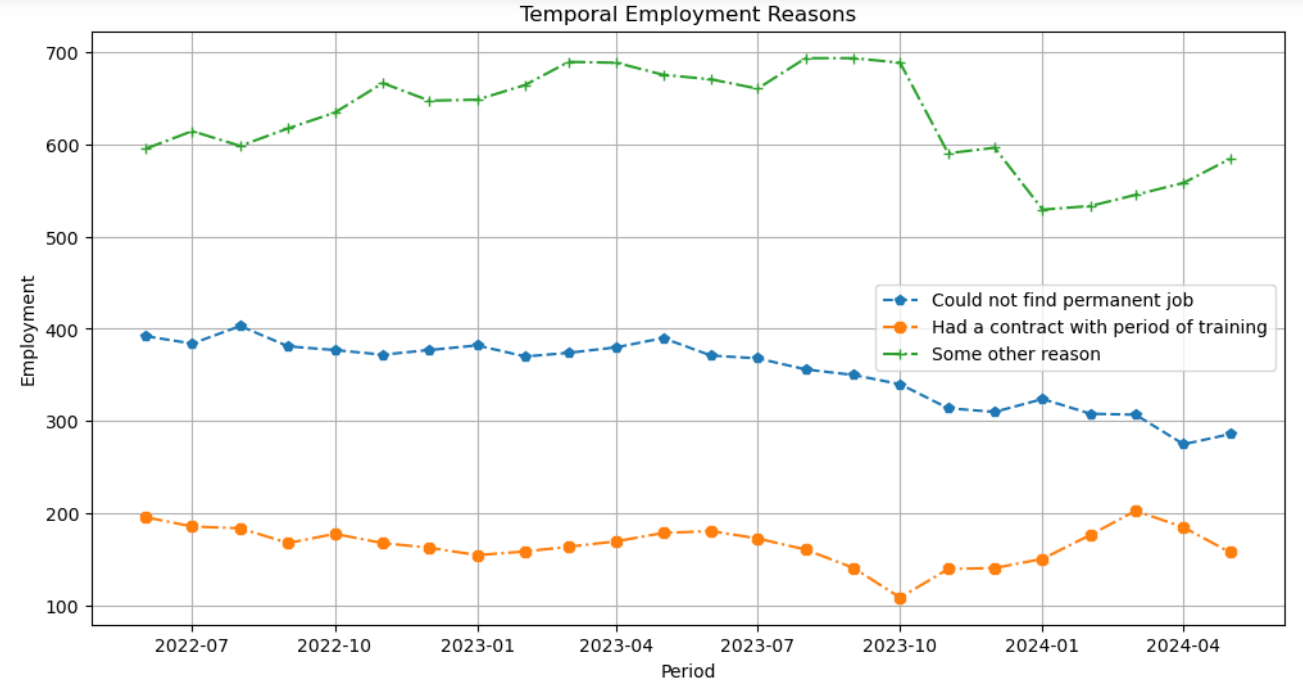 Temporal Employment Reasons
700
600
500
400
300
200
100
Employment
Could not find permanent job
Had a contract with period of training
Some other reason
2022-07 2022-10 2023-01 2023-04 2023-07 2023-10 2024-01 2024-04
Period